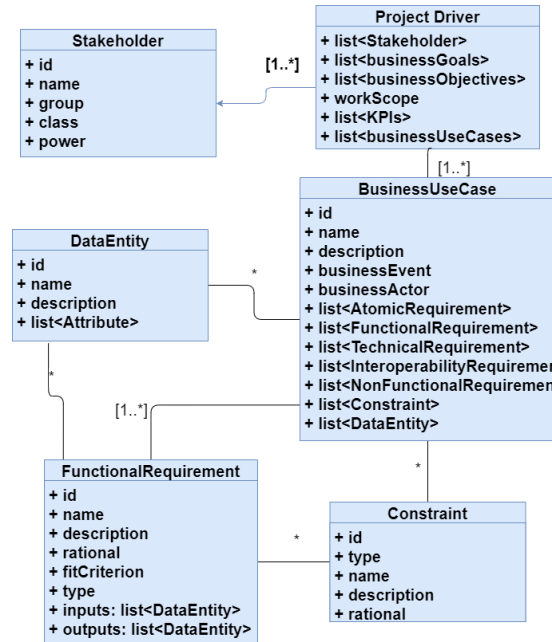 Project Driver
+ list<Stakeholder>
+ list<businessGoals>
+ list<businessObjectives>
+ workScope
+ list<KPIs>
+ list<businessUseCases>
Stakeholder
+ id
+ name
+ group
+ class
+ power
[1..*]
[1..*]
BusinessUseCase
+ id
+ name
+ description
+ businessEvent
+ businessActor
+ list<AtomicRequirement>
+ list<FunctionalRequirement>
+ list<TechnicalRequirement>
+ list<InteroperabilityRequireme
+ list<NonFunctionalRequiremen
+ list<Constraint>
+ list<DataEntity>
DataEntity
+ id
+ name
+ description
+ list<Attribute>
*
*
[1..*]
*
FunctionalRequirement
+ id
+ name
+ description
+ rational
+ fitCriterion
+ type
+ inputs: list<DataEntity>
+ outputs: list<DataEntity>
*
Constraint
+ id
+ type
+ name
+ description
+ rational